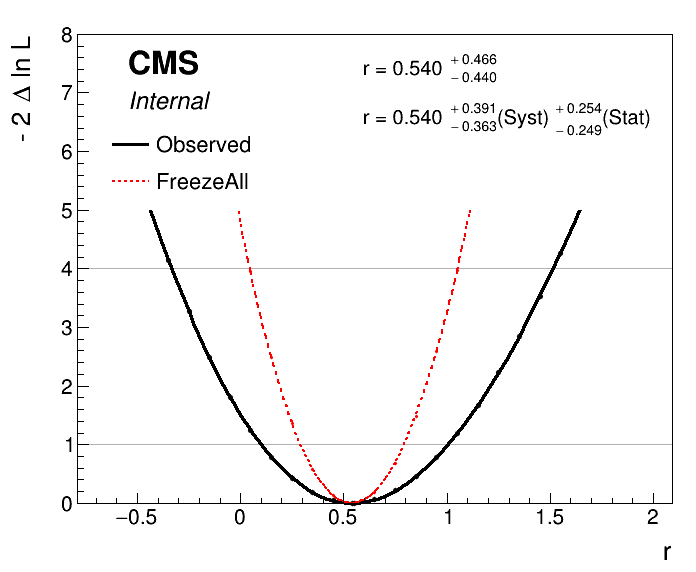 - 2 Δ ln L
8
7
6
5
4
3
2
1
0
CMS
Internal
Observed
FreezeAll
r = 0.540 +0.466 −0.440
r = 0.540 +0.391 −0.363(Syst) +0.254 −0.249(Stat)
−0.5 0 0.5 1 1.5 2
r